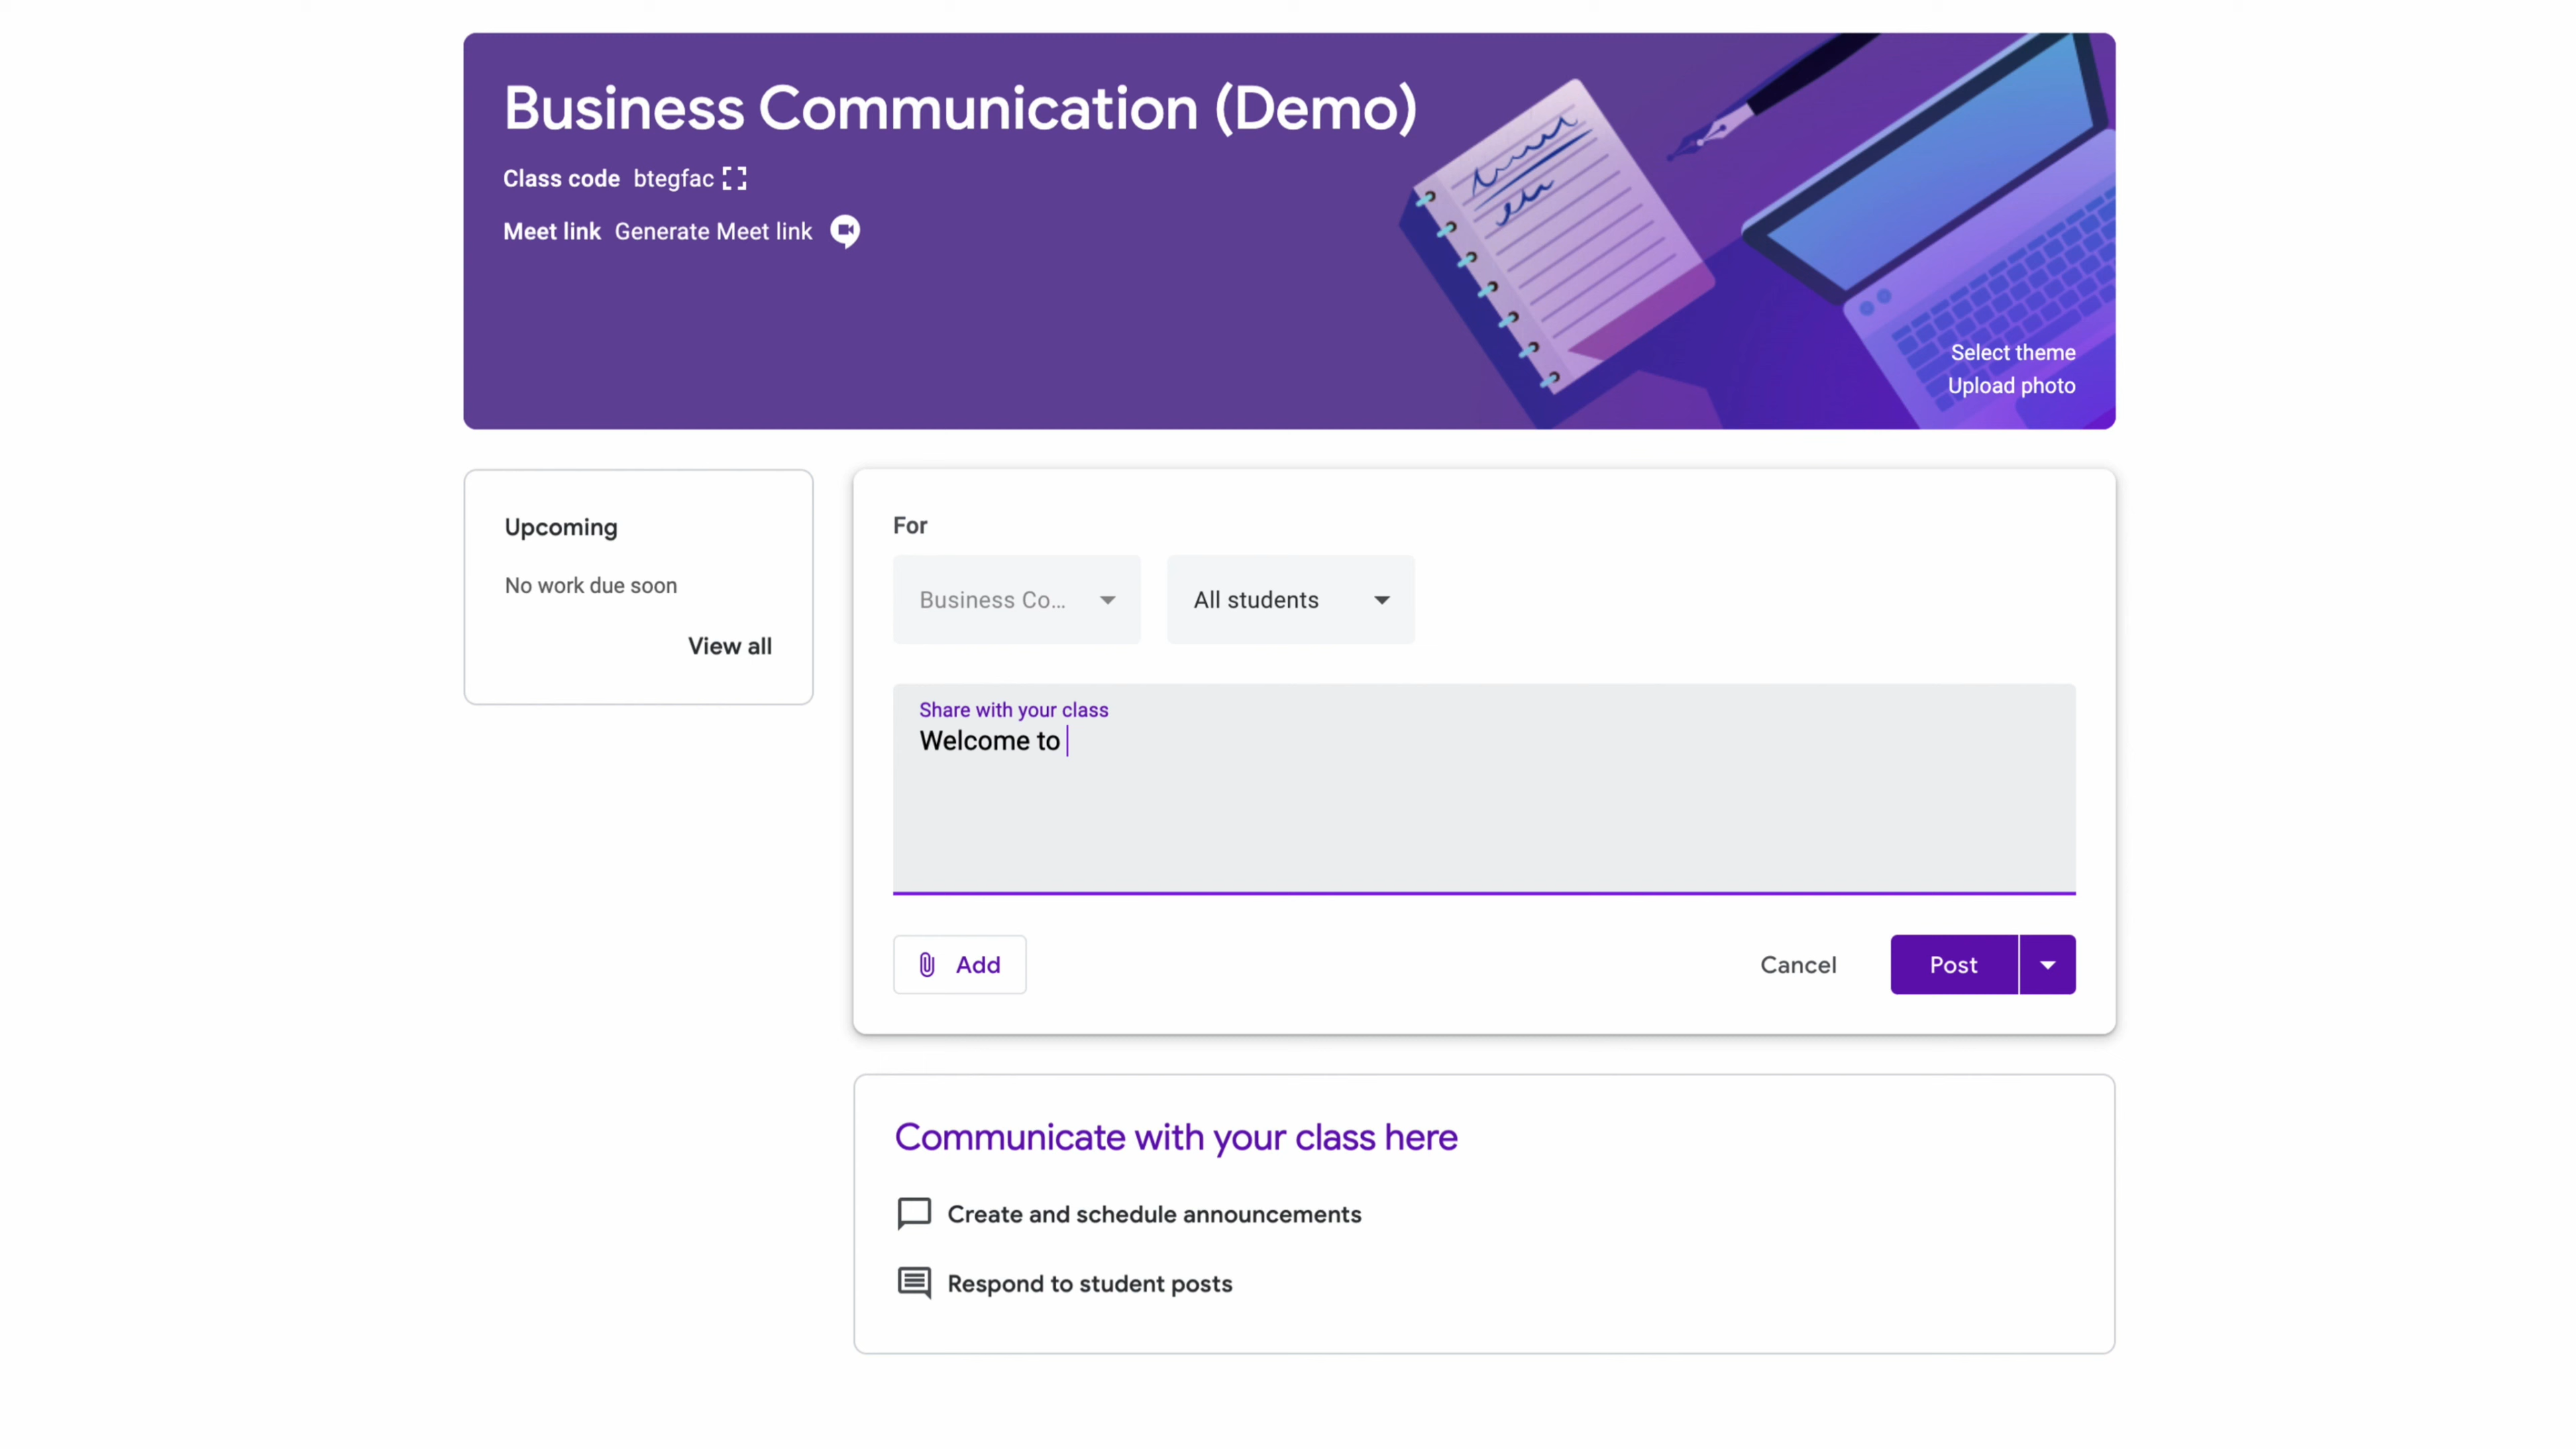 Business Communication (Demo)
Class code btegfac
Meet link Generate Meet link
Select theme
Upload photo
Upcoming
No work due soon
View all
For
Business Co...
All students
Share with your class
Welcome to
Add
Cancel
Post
Communicate with your class here
Create and schedule announcements
Respond to student posts